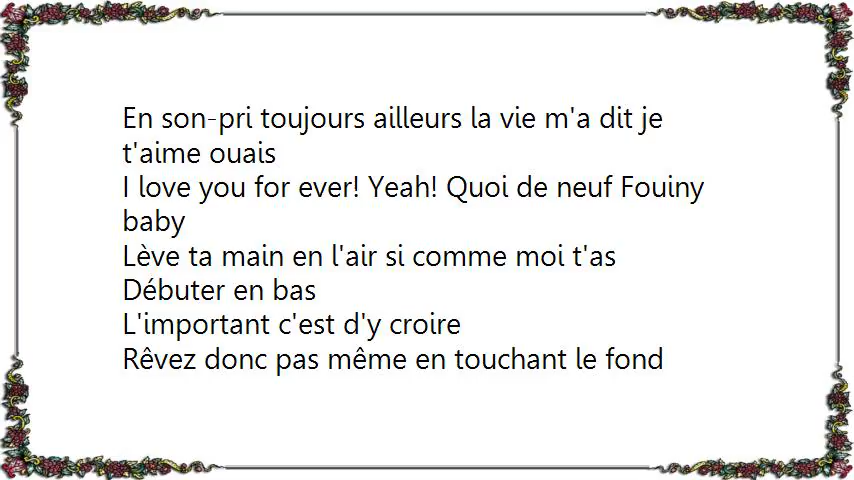 En son-pri toujours ailleurs la vie m'a dit je
t'aime ouais
I love you for ever! Yeah! Quoi de neuf Fouiny
baby
Lève ta main en l'air si comme moi t'as
Débuter en bas
L'important c'est d'y croire
Rêvez donc pas même en touchant le fond